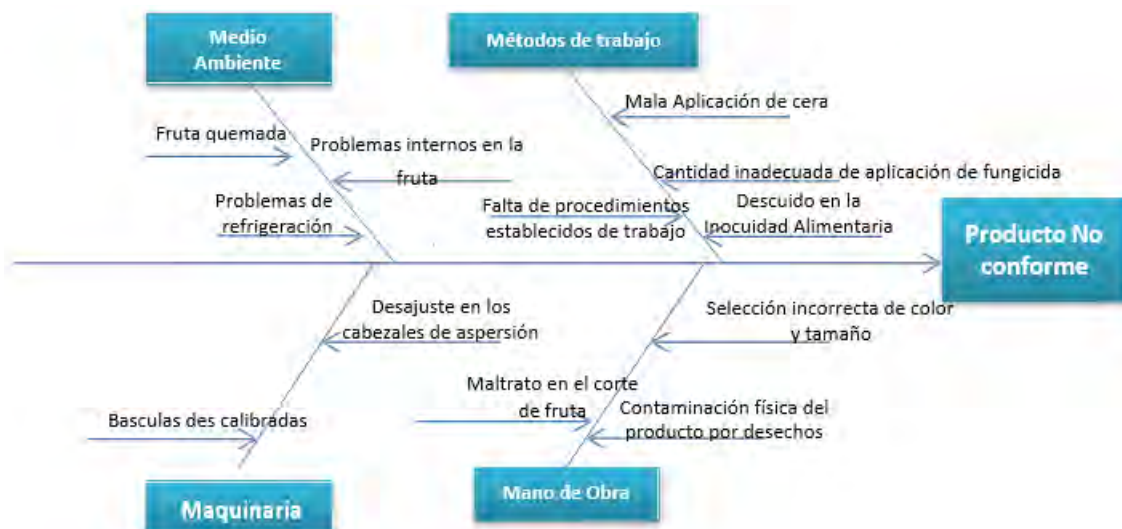 Medio
Ambiente
Métodos de trabajo
Mala Aplicación de cera
Fruta quemada
Problemas internos en la
fruta
Cantidad inadecuada de aplicación de fungicida
Problemas de
refrigeración
Falta de procedimientos
establecidos de trabajo
Descuido en la
Inocuidad Alimentaria
Producto No
conforme
Desajuste en los
cabezales de aspersión
Selección incorrecta de color
y tamaño
Maltrato en el corte
de fruta
Basculas des calibradas
Contaminación física del
producto por desechos
Maquinaria
Mano de Obra